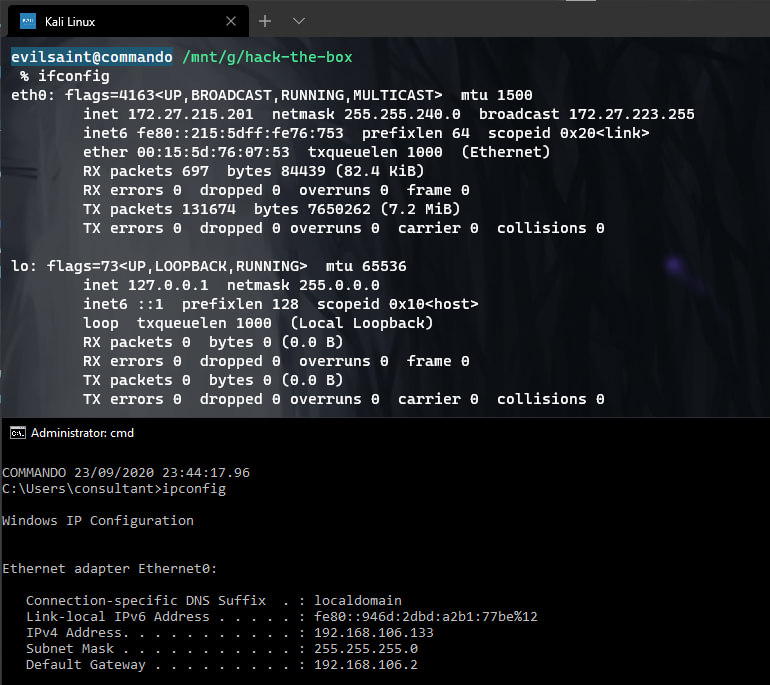 Kali Linux
evilsaint@commando /mnt/g/hack-the-box
% ifconfig
eth0: flags=4163<UP,BROADCAST,RUNNING,MULTICAST>  mtu 1500
        inet 172.27.215.201  netmask 255.255.240.0  broadcast 172.27.223.255
        inet6 fe80::215:5dff:fe76:753  prefixlen 64  scopeid 0x20<link>
        ether 00:15:5d:76:07:53  txqueuelen 1000  (Ethernet)
        RX packets 697  bytes 84439 (82.4 KiB)
        RX errors 0  dropped 0  overruns 0  frame 0
        TX packets 131674  bytes 7650262 (7.2 MiB)
        TX errors 0  dropped 0 overruns 0  carrier 0  collisions 0
lo: flags=73<UP,LOOPBACK,RUNNING>  mtu 65536
        inet 127.0.0.1  netmask 255.0.0.0
        inet6 ::1  prefixlen 128  scopeid 0x10<host>
        loop  txqueuelen 1000  (Local Loopback)
        RX packets 0  bytes 0 (0.0 B)
        RX errors 0  dropped 0  overruns 0  frame 0
        TX packets 0  bytes 0 (0.0 B)
        TX errors 0  dropped 0 overruns 0  carrier 0  collisions 0
Administrator: cmd
COMMANDO 23/09/2020 23:44:17.96
C:\Users\consultant>ipconfig
Windows IP Configuration
Ethernet adapter Ethernet0:
   Connection-specific DNS Suffix  . : localdomain
   Link-local IPv6 Address . . . . . : fe80::946d:2dbd:a2b1:77be%12
   IPv4 Address. . . . . . . . . . . : 192.168.106.133
   Subnet Mask . . . . . . . . . . . : 255.255.255.0
   Default Gateway . . . . . . . . . : 192.168.106.2